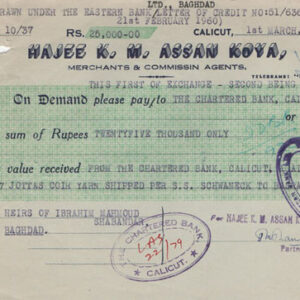 LTD., BAGHDAD
DRAWN UNDER THE EASTERN BANK LETTER OF CREDIT NO:51/636
21st FEBRUARY 1960)
10/37 RS. 25,000-00 CALICUT, 1st MARCH,
HAJEE K. M. ASSAN KOYA,
MERCHANTS & COMMISSION AGENTS.
TELEGRAMS:
THIS FIRST OF EXCHANGE - SECOND BEING
On Demand please pay to THE CHARTERED BANK, CA
or
sum of Rupees TWENTYFIVE THOUSAND ONLY
value received FROM THE CHARTERED BANK, CALICUT,
7 JOTTAS COIR YARN SHIPPED PER S.S. SCHWANECK TO
HEIRS OF IBRAHIM MAHMOUD
SHABANDAR
BAGHDAD.
For HAJEE K. M. ASSAN K
THE CHARTERED BANK.
CALICUT.
Partn